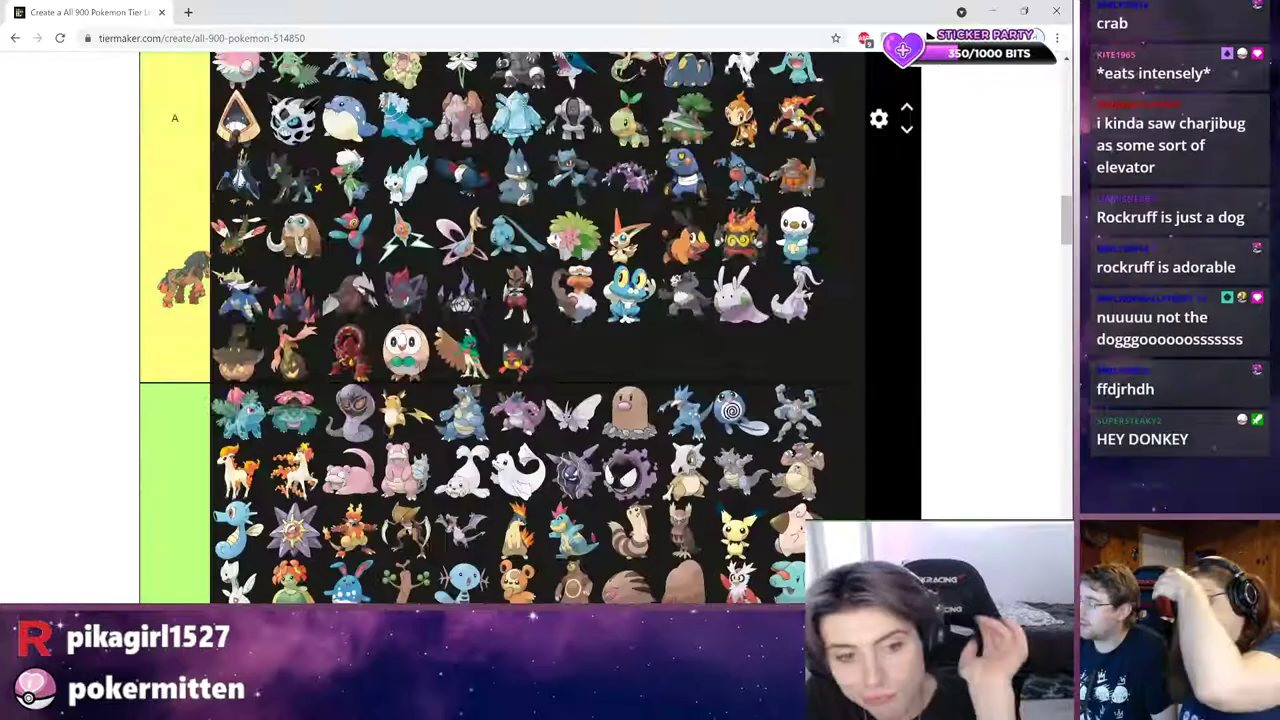 Create a All 900 Pokemon Tier Li
tiermaker.com/create/all-900-pokemon-514850
STICKER PARTY
350/1000 BITS
A
crab
KITE1965
*eats intensely*
i kinda saw charjibug
as some sort of
elevator
Rockruff is just a dog
rockruff is adorable
nuuuuu not the
dogggooooosssssss
ffdjrhdh
SUPERSTEAKY2
HEY DONKEY
RACING
R pikagirl1527
pokermitten